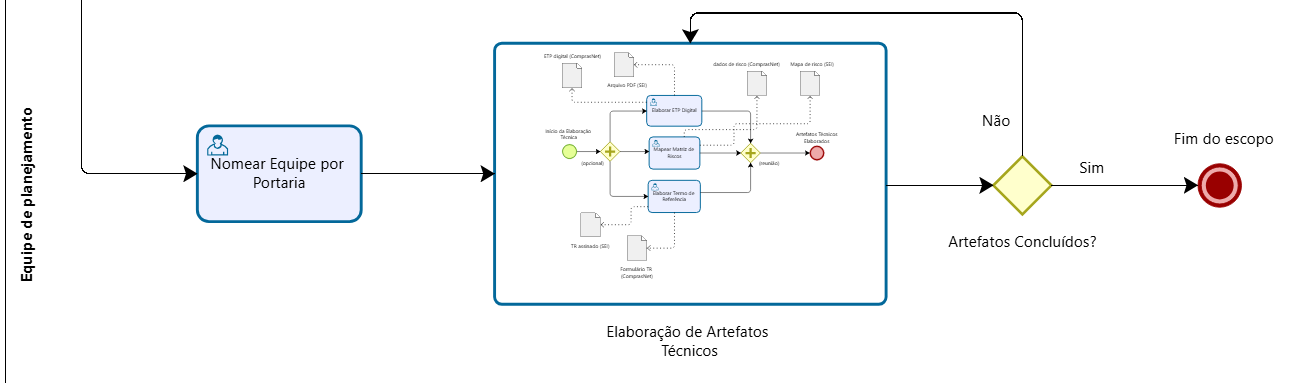 Equipe de planejamento
Nomear Equipe por
Portaria
ETP digital (ComprasNet)
Arquivo PDF (SEI)
dados de risco (ComprasNet)
Mapa de risco (SEI)
Elaborar ETP Digital
Início da Elaboração
Técnica
(opcional)
Mapear Matriz de
Riscos
(reunião)
Artefatos Técnicos
Elaborados
Elaborar Termo de
Referência
TR assinado (SEI)
Formulário TR
(ComprasNet)
Elaboração de Artefatos
Técnicos
Não
Sim
Artefatos Concluídos?
Fim do escopo